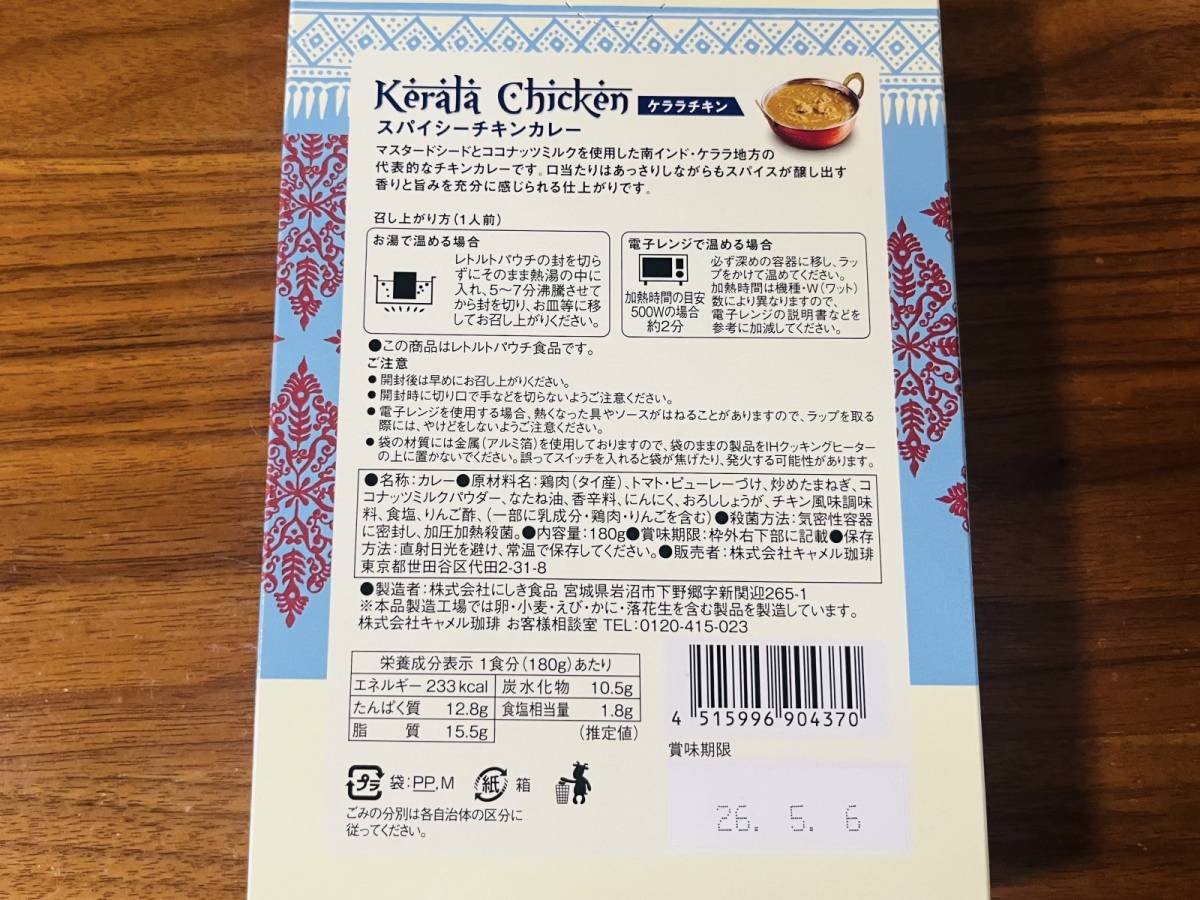 Kerala Chicken ケララチキン
スパイシーチキンカレー
マスタードシードとココナッツミルクを使用した南インド・ケララ地方の
代表的なチキンカレーです。口当たりはあっさりしながらもスパイスが醸し出す
香りと旨みを充分に感じられる仕上がりです。
召し上がり方(1人前)
お湯で温める場合
レトルトパウチの封を切ら
ずにそのまま熱湯の中に
入れ、5〜7分沸騰させて
から封を切り、お皿等に移
してお召し上がりください。
電子レンジで温める場合
加熱時間の目安
500Wの場合
約2分
必ず深めの容器に移し、ラッ
プをかけて温めてください。
加熱時間は機種・W(ワット)
数により異なりますので、
電子レンジの説明書などを
参考に加減してください。
●この商品はレトルトパウチ食品です。
ご注意
● 開封後は早めにお召し上がりください。
● 開封時に切り口で手などを切らないようご注意ください。
● 電子レンジを使用する場合、熱くなった具やソースがはねることがありますので、ラップを取る
際には、やけどをしないようご注意ください。
● 袋の材質には金属(アルミ箔)を使用しておりますので、袋のままの製品をIHクッキングヒーター
の上に置かないでください。誤ってスイッチを入れると袋が焦げたり、発火する可能性があります。
●名称:カレー●原材料名:鶏肉(タイ産)、トマト・ピューレーづけ、炒めたまねぎ、コ
コナッツミルクパウダー、なたね油、香辛料、にんにく、おろししょうが、チキン風味調味
料、食塩、りんご酢、(一部に乳成分・鶏肉・りんごを含む)●殺菌方法:気密性容器
に密封し、加圧加熱殺菌。●内容量:180g●賞味期限:枠外右下部に記載●保存
方法:直射日光を避け、常温で保存してください。●販売者:株式会社キャメル珈琲
東京都世田谷区代田2-31-8
●製造者:株式会社にしき食品 宮城県岩沼市下野郷字新関迎265-1
※本品製造工場では卵・小麦・えび・かに・落花生を含む製品を製造しています。
株式会社キャメル珈琲 お客様相談室 TEL:0120-415-023
栄養成分表示 1食分(180g)あたり
エネルギー 233kcal 炭水化物 10.5g
たんぱく質 12.8g 食塩相当量 1.8g
脂質 15.5g (推定値)
4 515996 904370
賞味期限
26. 5. 6
プラ 袋:PP,M 紙 箱
ごみの分別は各自治体の区分に
従ってください。